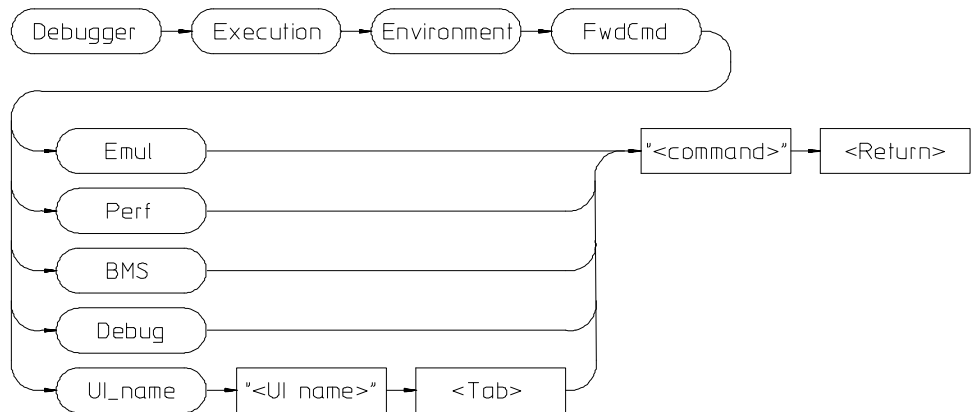 Debugger Execution Environment FwdCmd
Emul "<command>" <Return>
Perf
BMS
Debug
UI_name "<UI name>" <Tab>